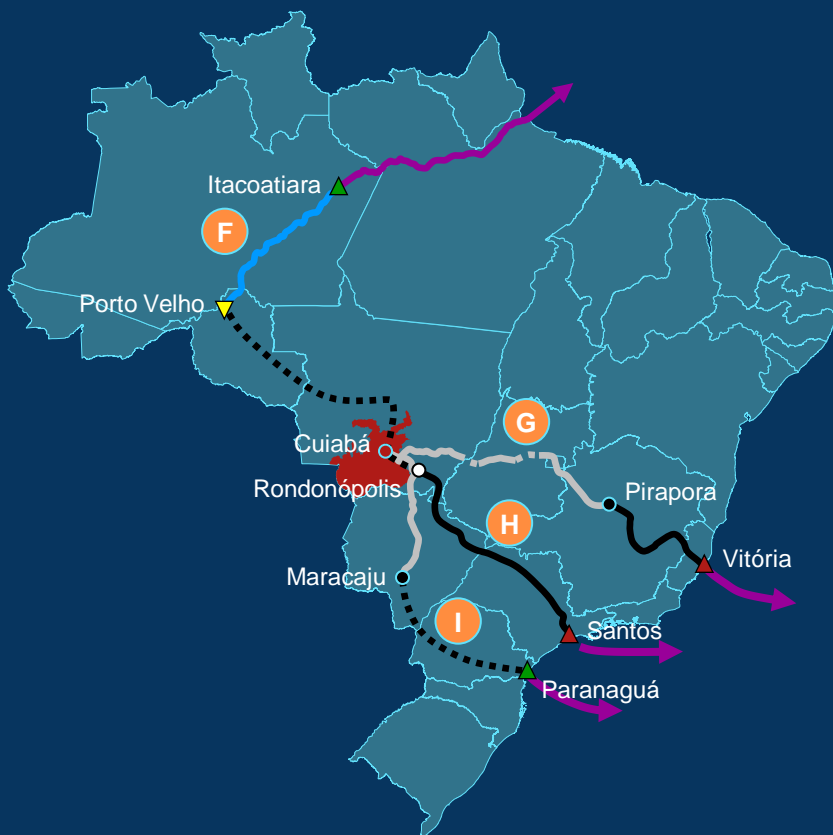 Itacoatiara
F
Porto Velho
G
Cuiabá
Rondonópolis
Pirapora
H
Vitória
Maracaju
I
Santos
Paranaguá